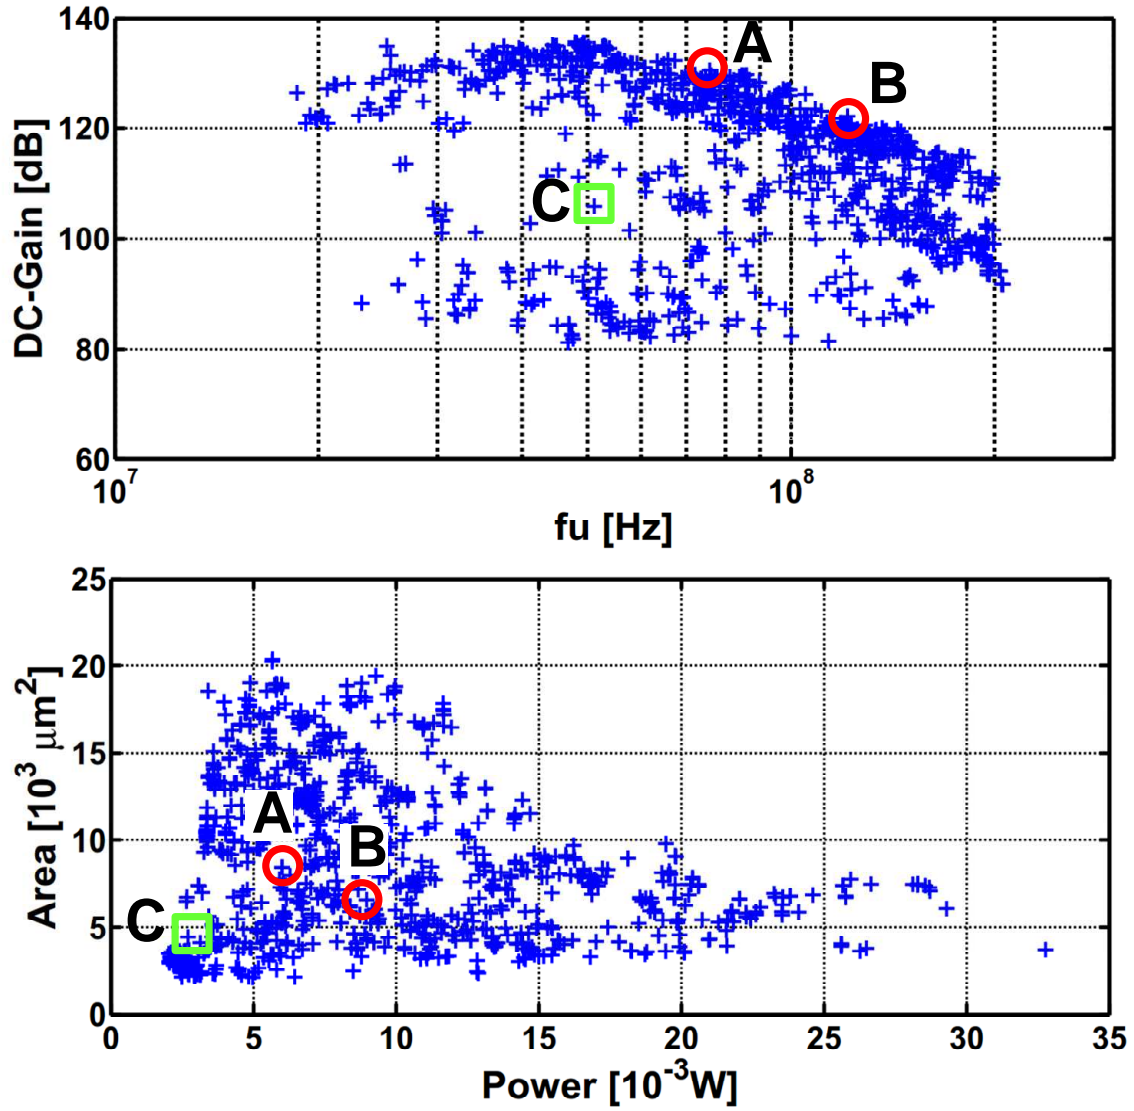 140
120
100
80
60
DC-Gain [dB]
A
B
C
10^7
10^8
fu [Hz]
25
20
15
10
5
0
Area [10^3 μm^2]
A
B
C
0 5 10 15 20 25 30 35
Power [10^-3W]